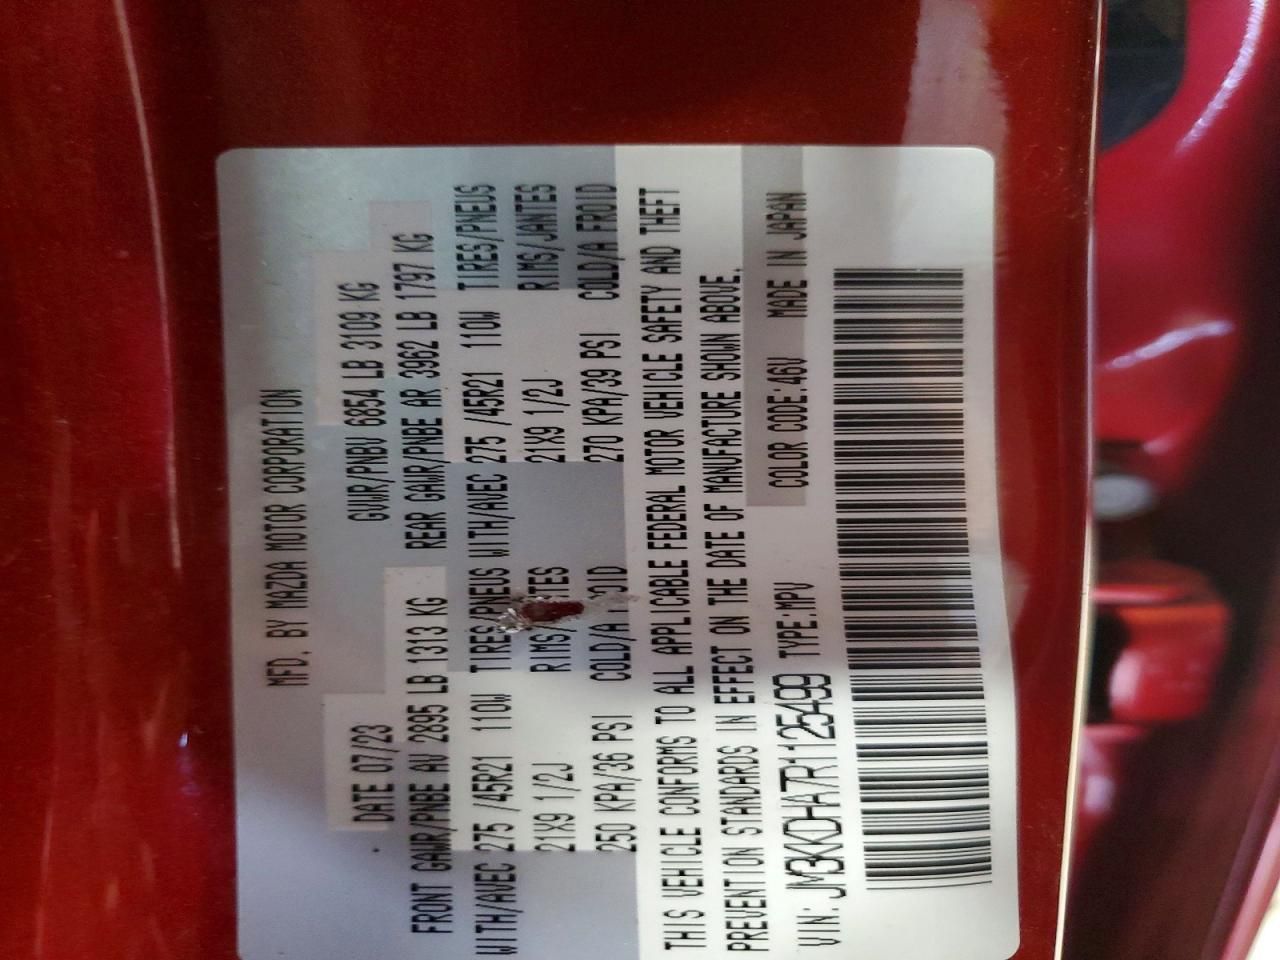 MFD. BY MAZDA MOTOR CORPORATION
DATE 07/23 GVWR/PNBV 6854 LB 3109 KG
FRONT GAWR/PNBE AV 2895 LB 1313 KG REAR GAWR/PNBE AR 3962 LB 1797 KG
WITH/AVEC 275 /45R21 110W TIRES/PNEUS WITH/AVEC 275 /45R21 110W TIRES/PNEUS
21X9 1/2J RIMS/JANTES 21X9 1/2J RIMS/JANTES
250 KPA/36 PSI COLD/A FROID 270 KPA/39 PSI COLD/A FROID
THIS VEHICLE CONFORMS TO ALL APPLICABLE FEDERAL MOTOR VEHICLE SAFETY AND THEFT
PREVENTION STANDARDS IN EFFECT ON THE DATE OF MANUFACTURE SHOWN ABOVE.
VIN: JM3KKDHA7R1125499 TYPE:MPV COLOR CODE:46V MADE IN JAPAN